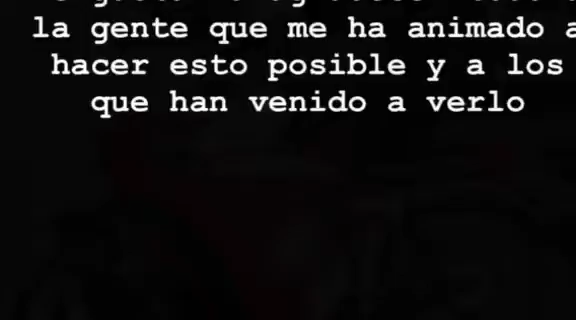 la gente que me ha animado a
hacer esto posible y a los
que han venido a verlo